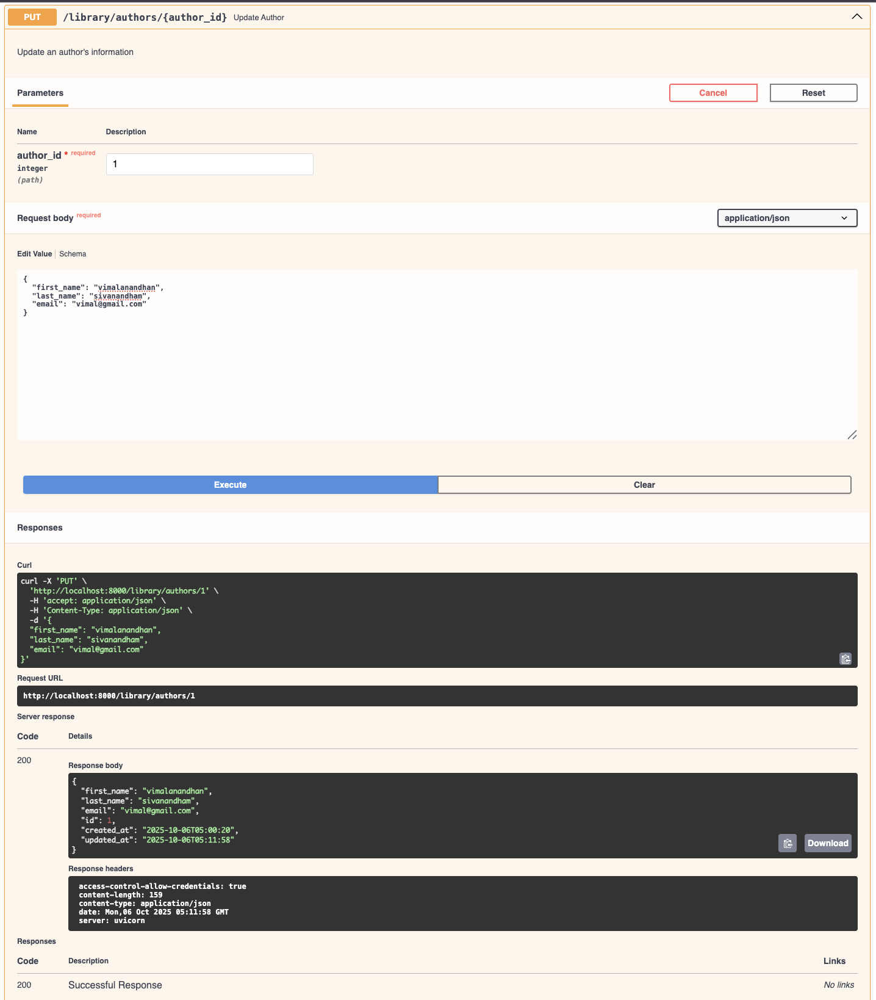 PUT /library/authors/{author_id} Update Author
Update an author's information
Parameters
Cancel
Reset
Name Description
author_id * required
integer
(path)
1
Request body required
application/json
Edit Value Schema
{
  "first_name": "vimalanandhan",
  "last_name": "sivanandham",
  "email": "vimal@gmail.com"
}
Execute
Clear
Responses
Curl
curl -X 'PUT' \
  'http://localhost:8000/library/authors/1' \
  -H 'accept: application/json' \
  -H 'Content-Type: application/json' \
  -d '{
  "first_name": "vimalanandhan",
  "last_name": "sivanandham",
  "email": "vimal@gmail.com"
}'
Request URL
http://localhost:8000/library/authors/1
Server response
Code Details
200
Response body
{
  "first_name": "vimalanandhan",
  "last_name": "sivanandham",
  "email": "vimal@gmail.com",
  "id": 1,
  "created_at": "2025-10-06T05:00:20",
  "updated_at": "2025-10-06T05:11:58"
}
Download
Response headers
access-control-allow-credentials: true
content-length: 159
content-type: application/json
date: Mon,06 Oct 2025 05:11:58 GMT
server: uvicorn
Responses
Code Description Links
200 Successful Response No links